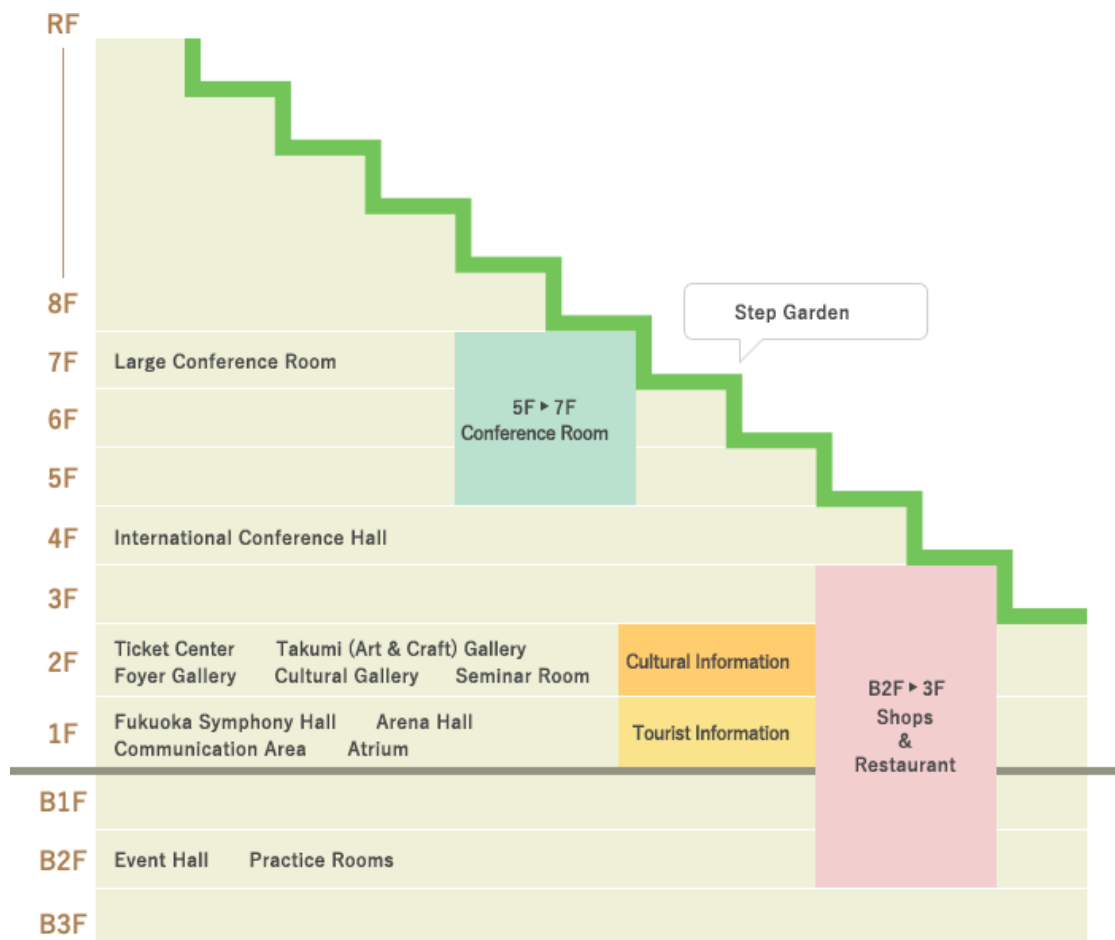 RF
8F
Step Garden
7F
Large Conference Room
6F
5F ▶ 7F
Conference Room
5F
4F
International Conference Hall
3F
2F
Ticket Center Takumi (Art & Craft) Gallery
Foyer Gallery Cultural Gallery Seminar Room
Cultural Information
1F
Fukuoka Symphony Hall Arena Hall
Communication Area Atrium
Tourist Information
B2F ▶ 3F
Shops
&
Restaurant
B1F
B2F
Event Hall Practice Rooms
B3F